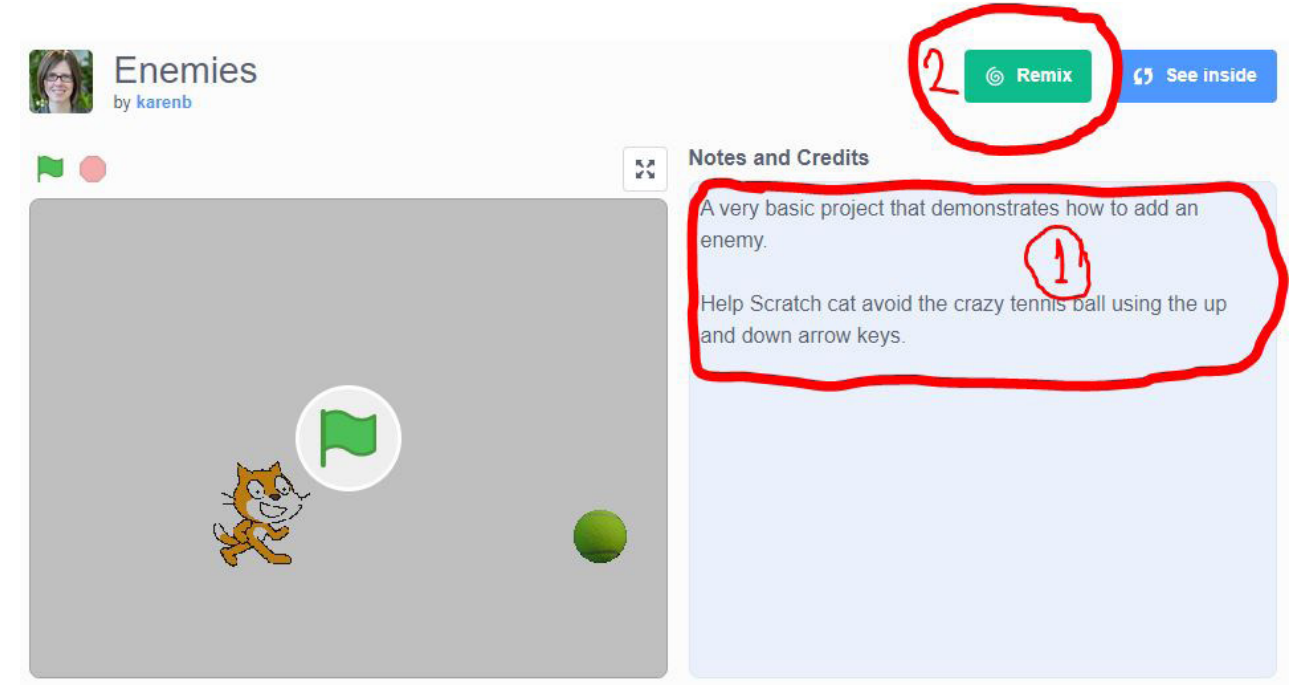 Enemies
by karenb
2
Remix
See inside
Notes and Credits
A very basic project that demonstrates how to add an
enemy.
1
Help Scratch cat avoid the crazy tennis ball using the up
and down arrow keys.